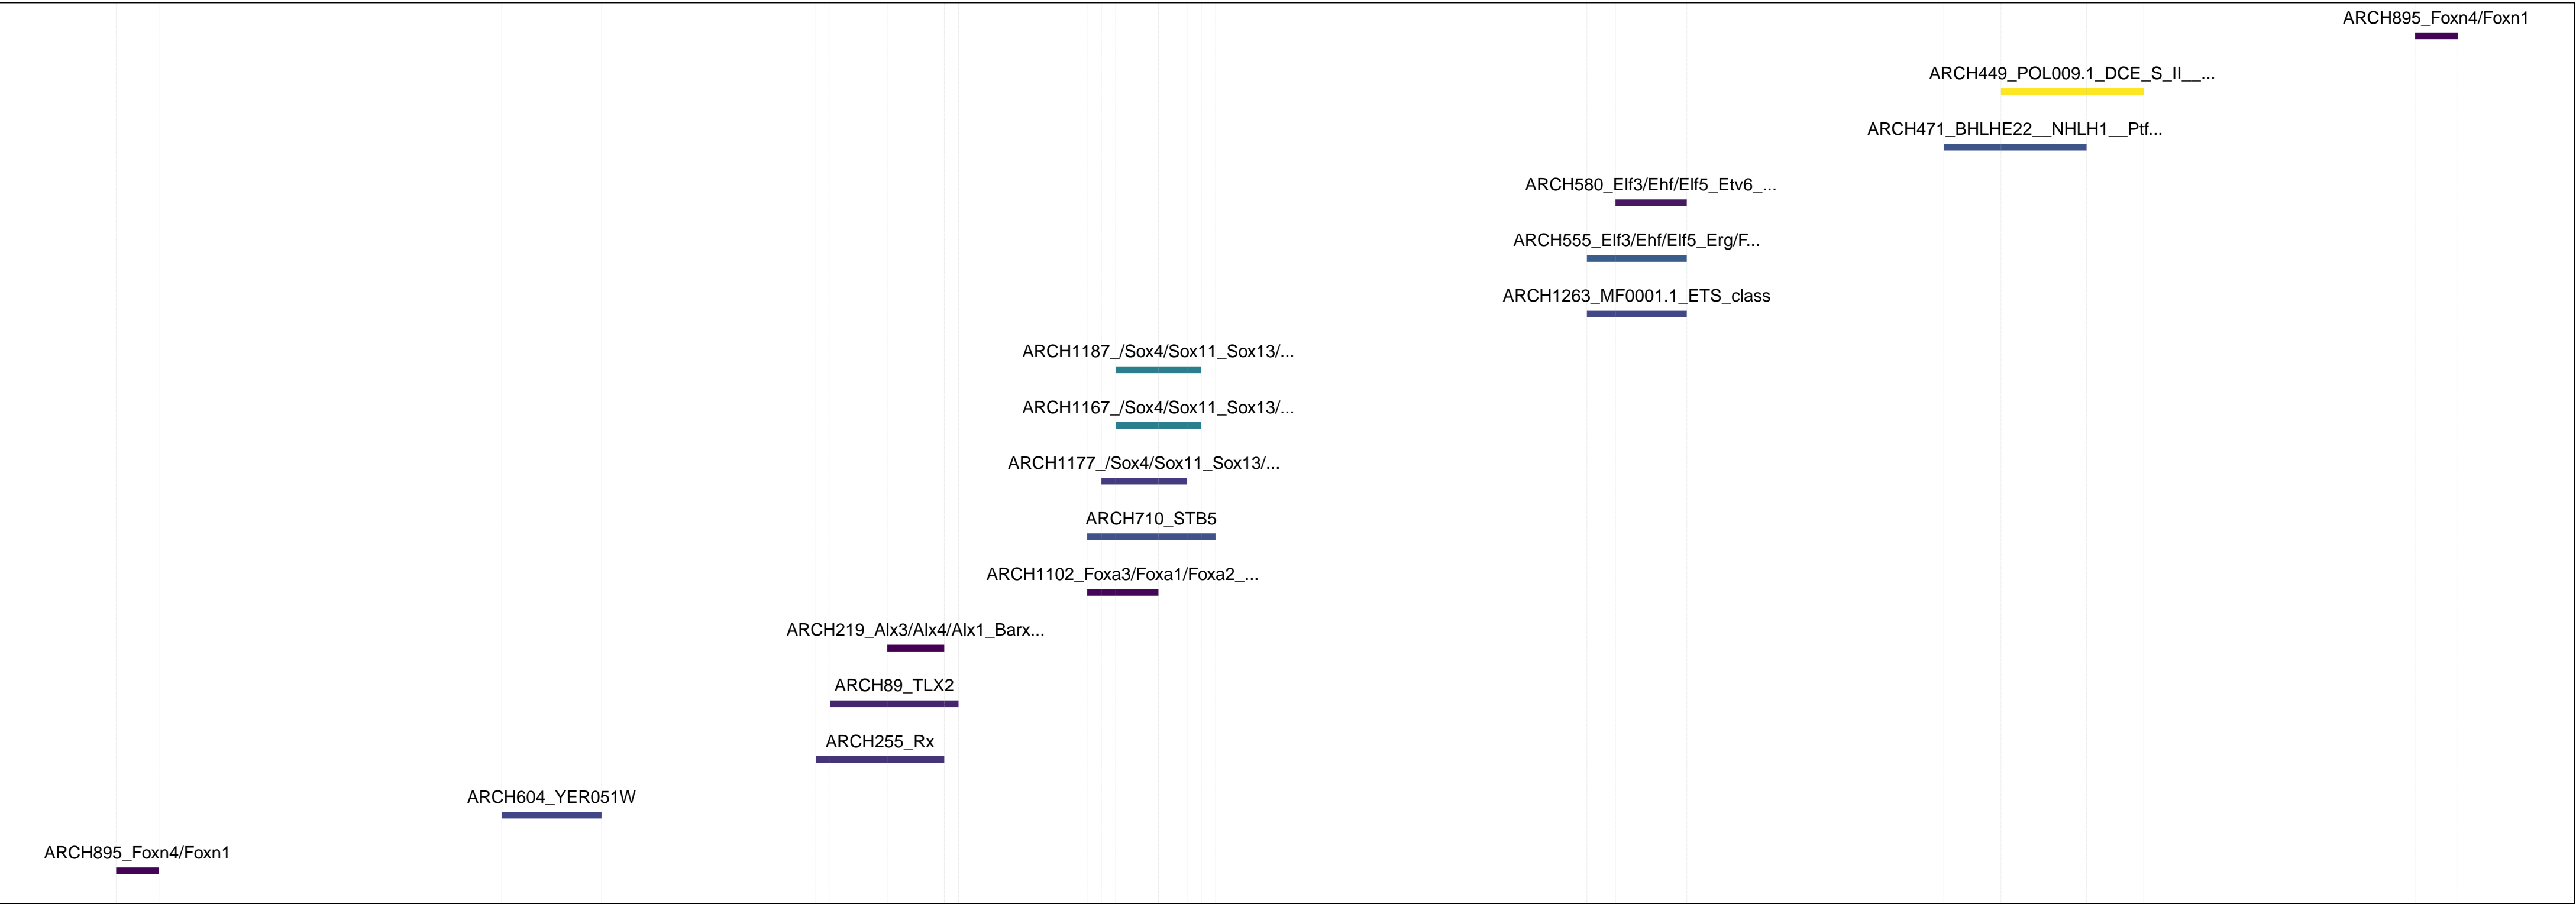 ARCH895_Foxn4/Foxn1
ARCH449_POL009.1_DCE_S_II__...
ARCH471_BHLHE22__NHLH1__Ptf...
ARCH580_Elf3/Ehf/Elf5_Etv6_...
ARCH555_Elf3/Ehf/Elf5_Erg/F...
ARCH1263_MF0001.1_ETS_class
ARCH1187_/Sox4/Sox11_Sox13/...
ARCH1167_/Sox4/Sox11_Sox13/...
ARCH1177_/Sox4/Sox11_Sox13/...
ARCH710_STB5
ARCH1102_Foxa3/Foxa1/Foxa2_...
ARCH219_Alx3/Alx4/Alx1_Barx...
ARCH89_TLX2
ARCH255_Rx
ARCH604_YER051W
ARCH895_Foxn4/Foxn1